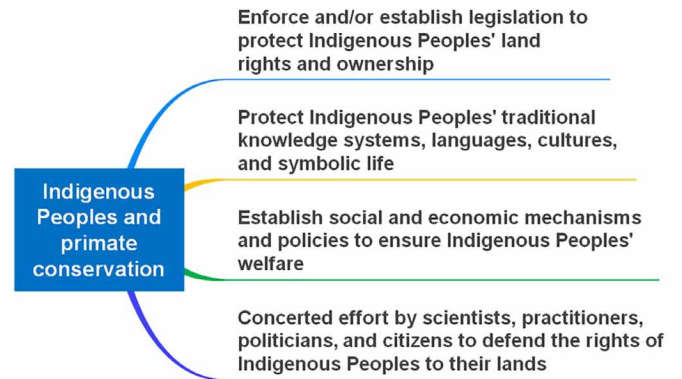 Enforce and/or establish legislation to
protect Indigenous Peoples' land
rights and ownership
Protect Indigenous Peoples' traditional
knowledge systems, languages, cultures,
and symbolic life
Indigenous
Peoples and
primate
conservation
Establish social and economic mechanisms
and policies to ensure Indigenous Peoples'
welfare
Concerted effort by scientists, practitioners,
politicians, and citizens to defend the rights of
Indigenous Peoples to their lands